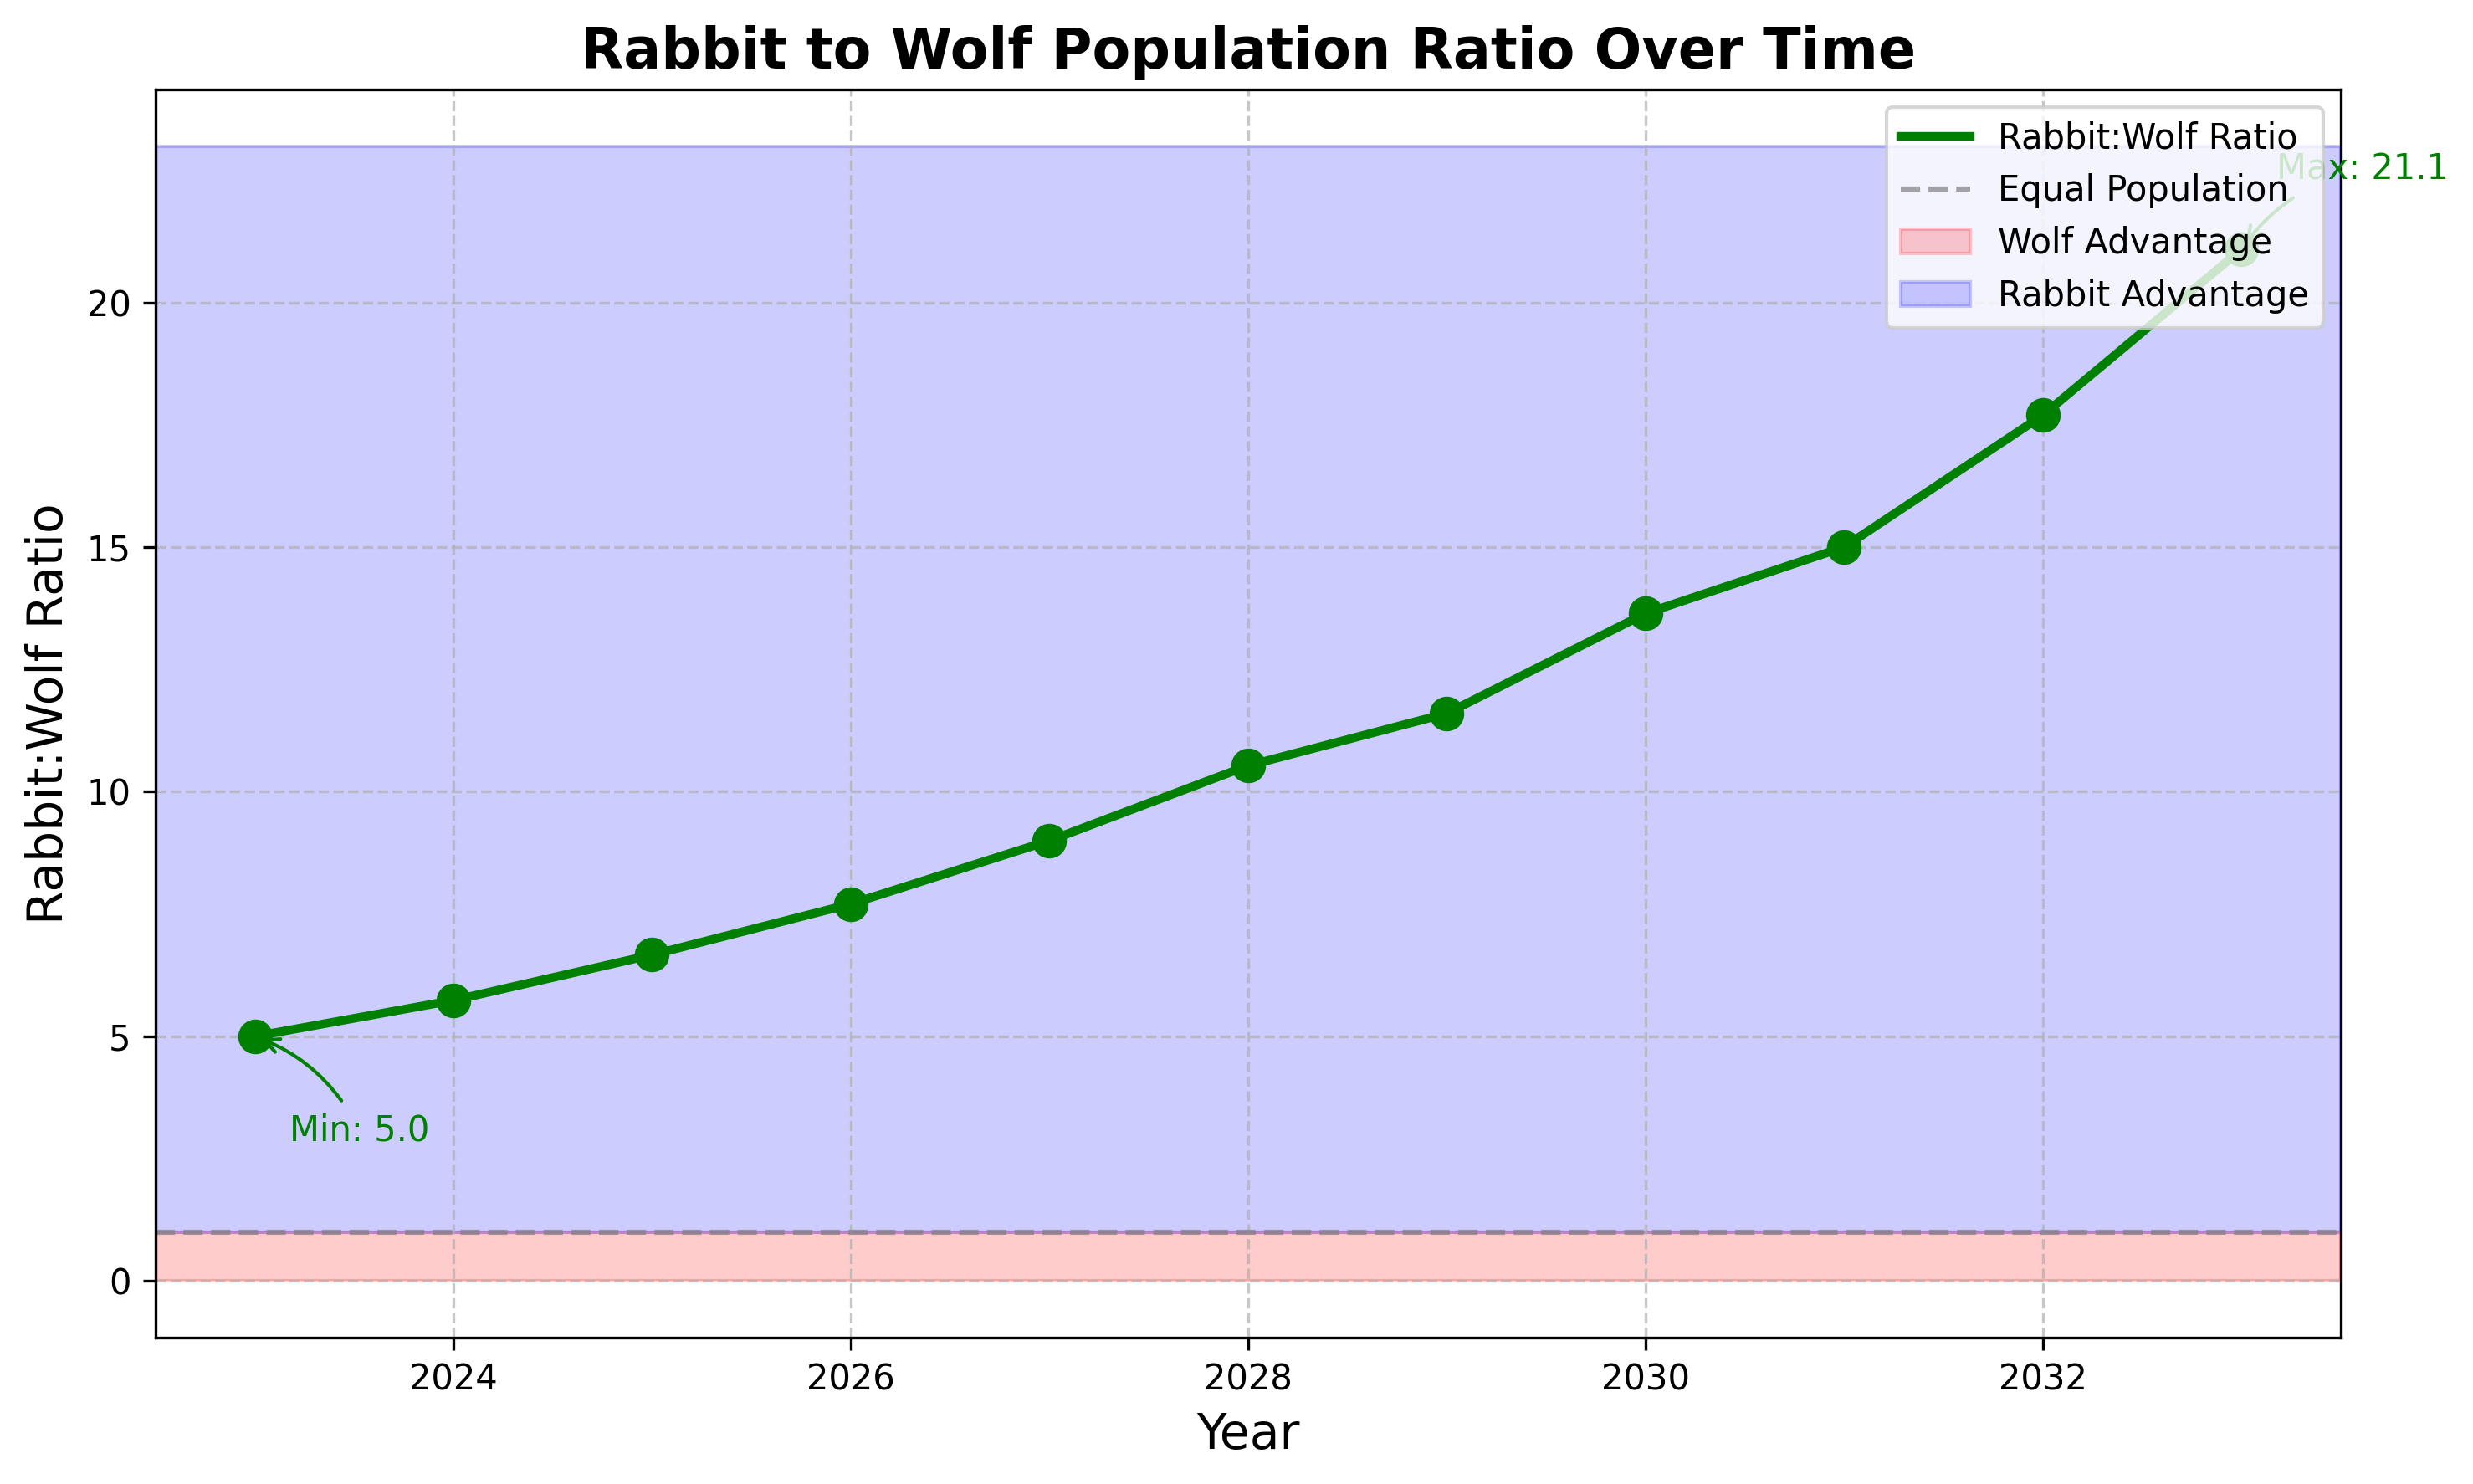 Rabbit to Wolf Population Ratio Over Time
Rabbit:Wolf Ratio
Equal Population
Wolf Advantage
Rabbit Advantage
Max: 21.1
Min: 5.0
Rabbit:Wolf Ratio
20
15
10
5
0
2024
2026
2028
2030
2032
Year